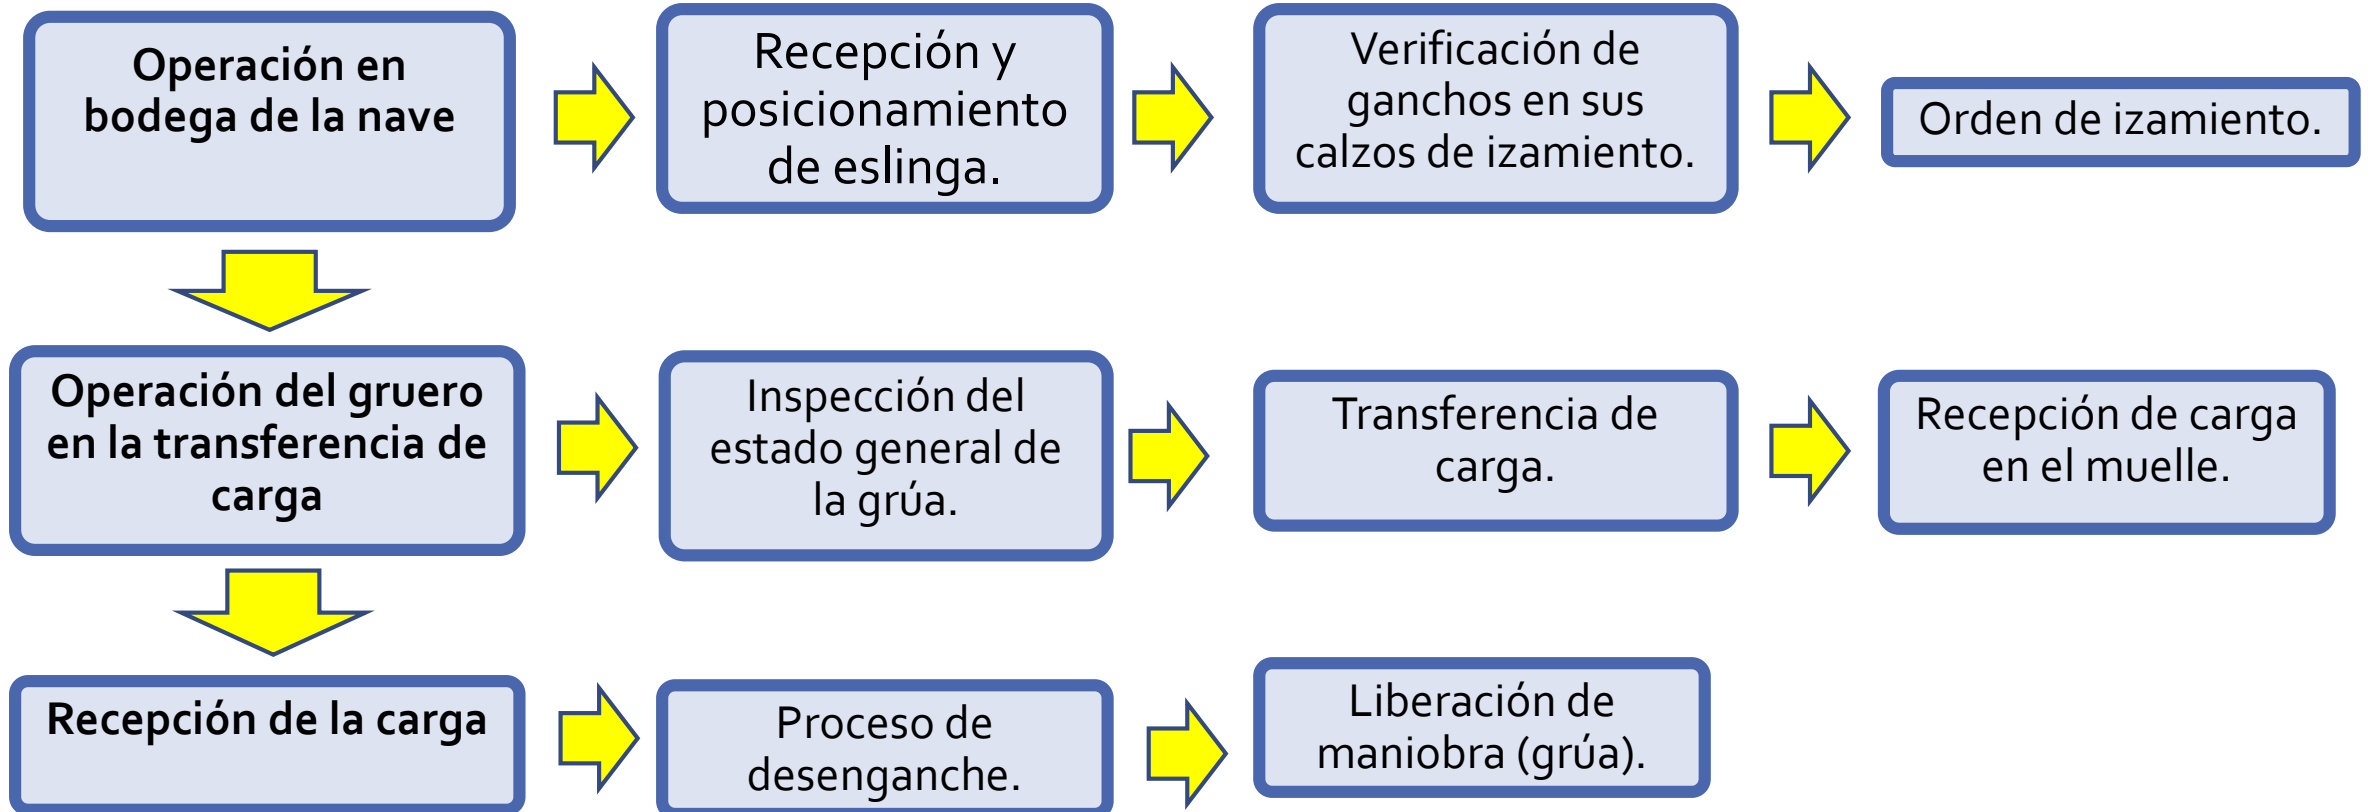 Operación en
bodega de la nave
Recepción y
posicionamiento
de eslinga.
Verificación de
ganchos en sus
calzos de izamiento.
Orden de izamiento.
Operación del gruero
en la transferencia de
carga
Inspección del
estado general de
la grúa.
Transferencia de
carga.
Recepción de carga
en el muelle.
Recepción de la carga
Proceso de
desenganche.
Liberación de
maniobra (grúa).